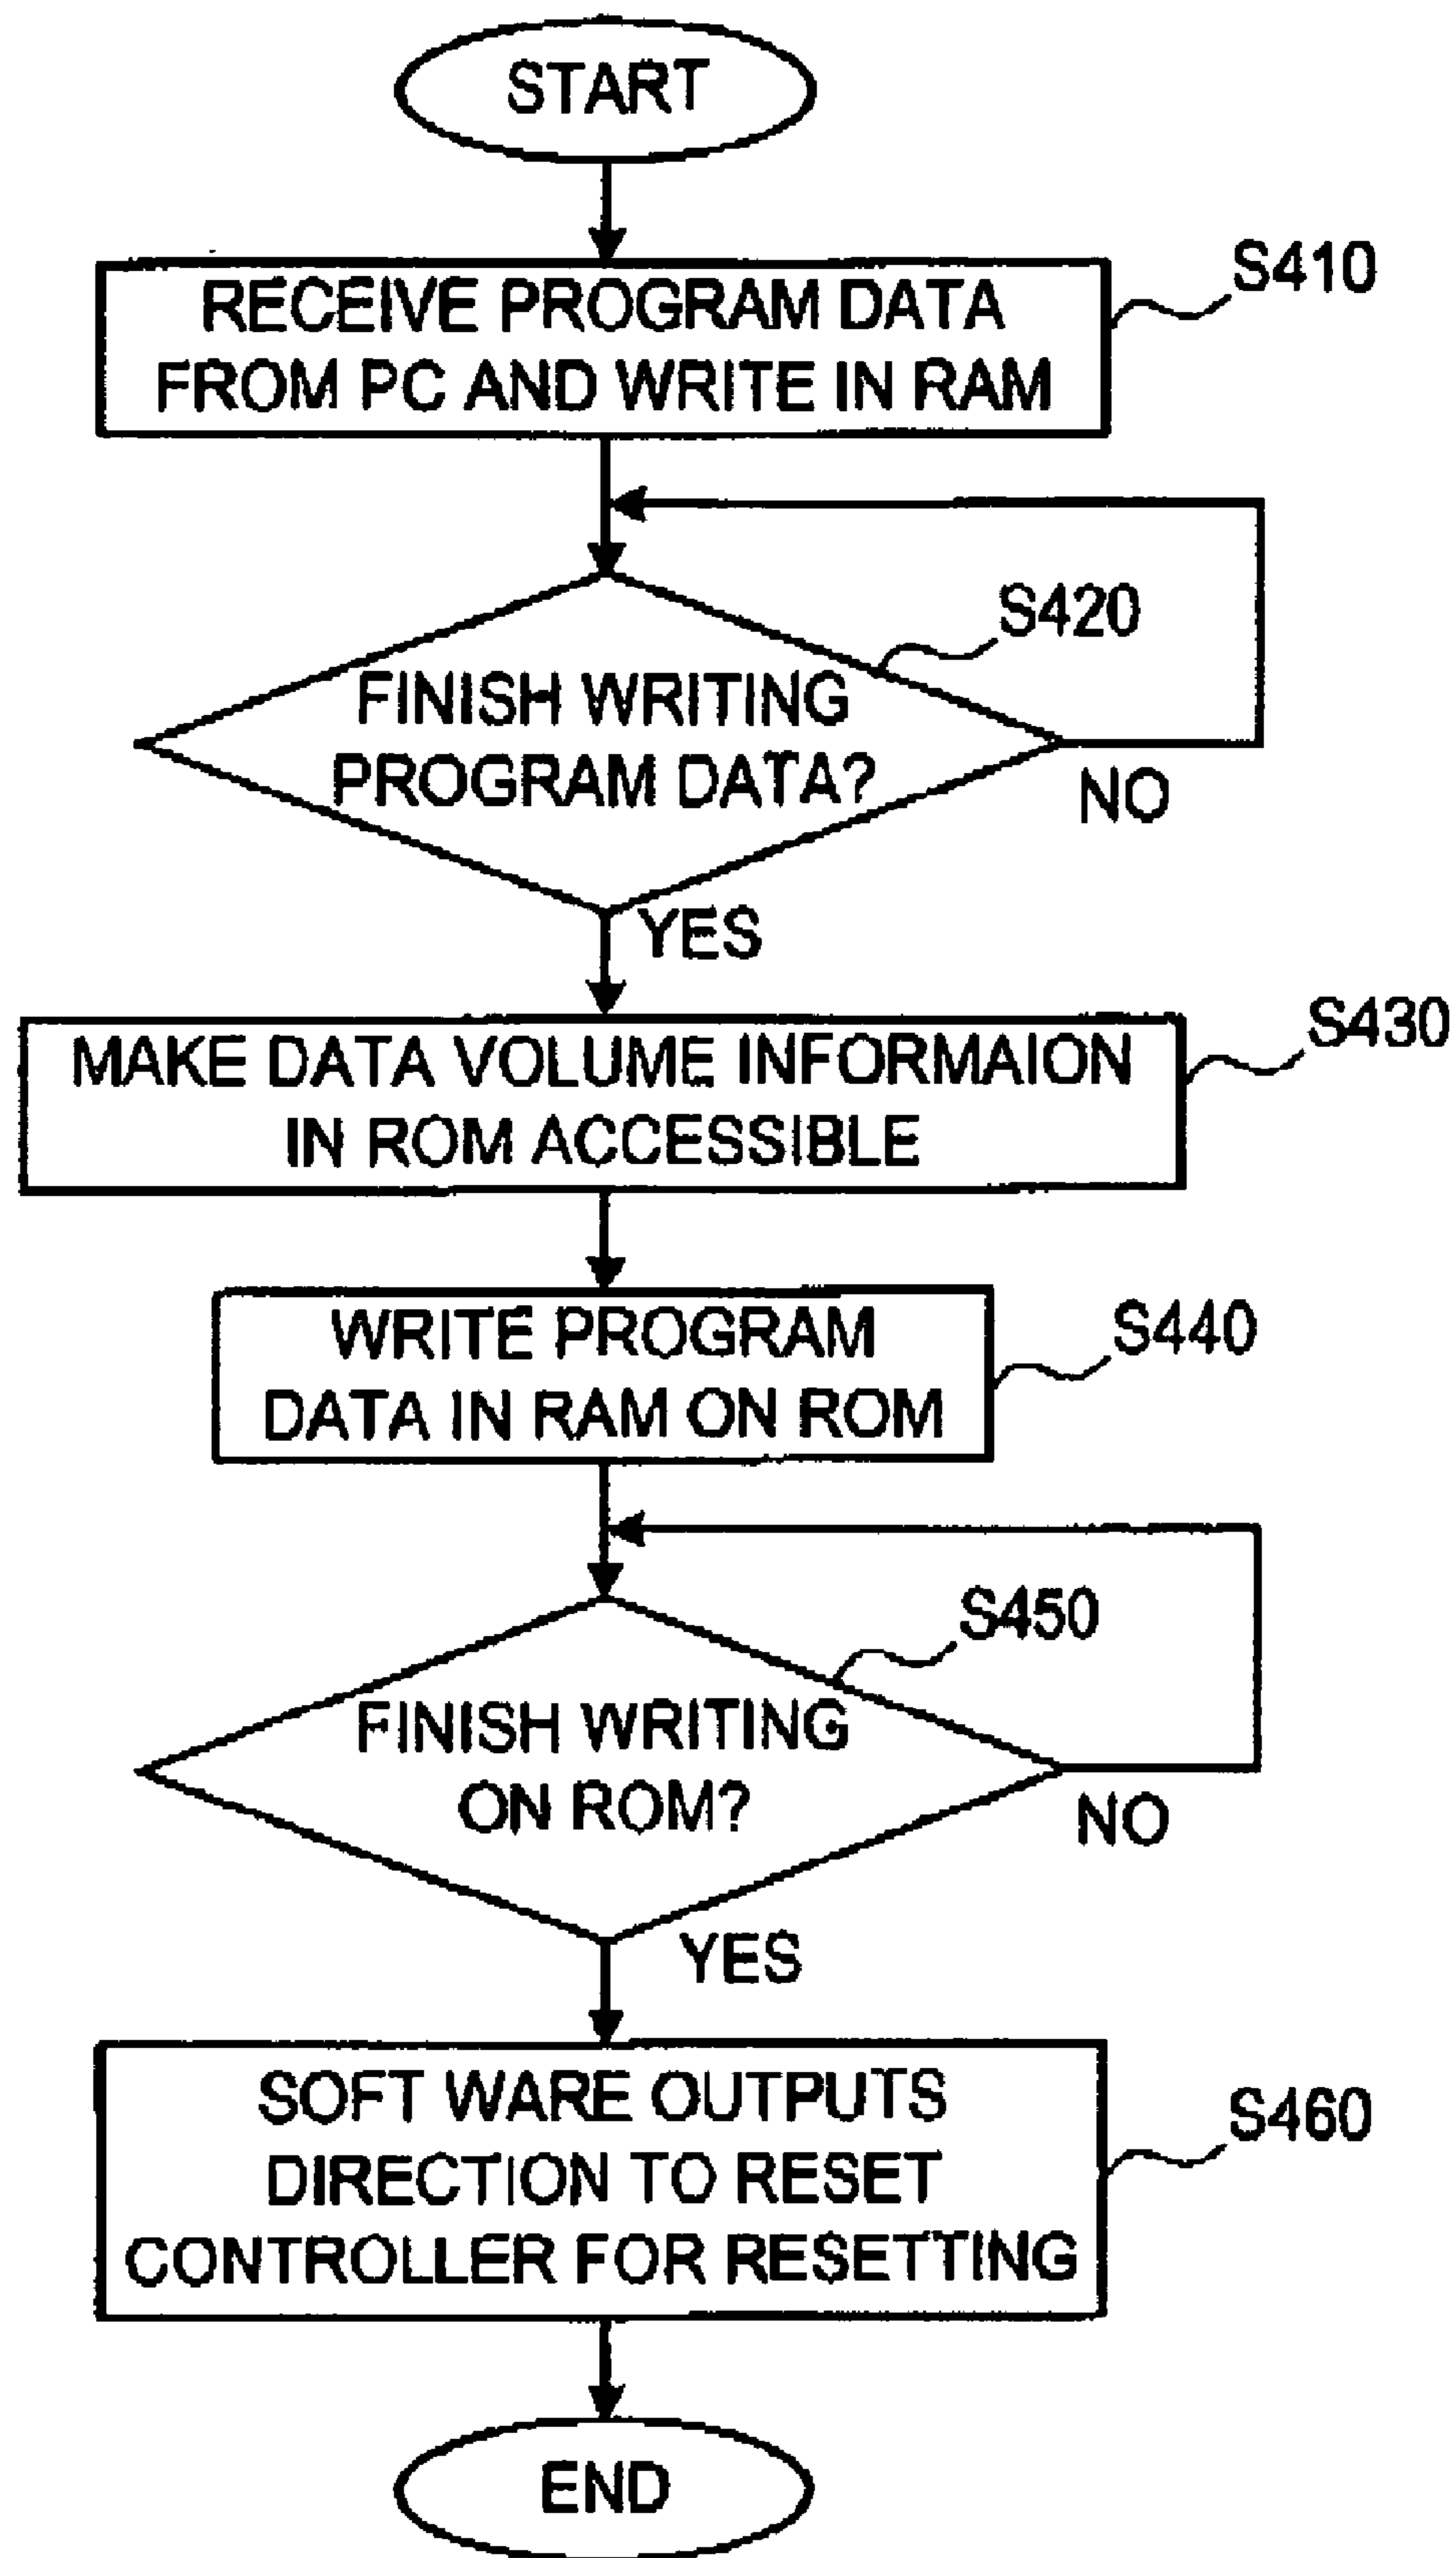 START
S410
RECEIVE PROGRAM DATA
FROM PC AND WRITE IN RAM
S420
FINISH WRITING
PROGRAM DATA?
NO
YES
S430
MAKE DATA VOLUME INFORMAION
IN ROM ACCESSIBLE
S440
WRITE PROGRAM
DATA IN RAM ON ROM
S450
FINISH WRITING
ON ROM?
NO
YES
S460
SOFT WARE OUTPUTS
DIRECTION TO RESET
CONTROLLER FOR RESETTING
END